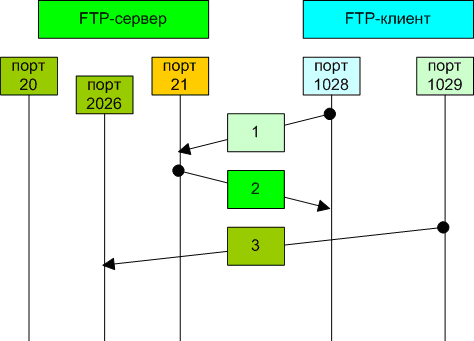 FTP-сервер
FTP-клиент
порт
20
порт
2026
порт
21
порт
1028
порт
1029
1
2
3